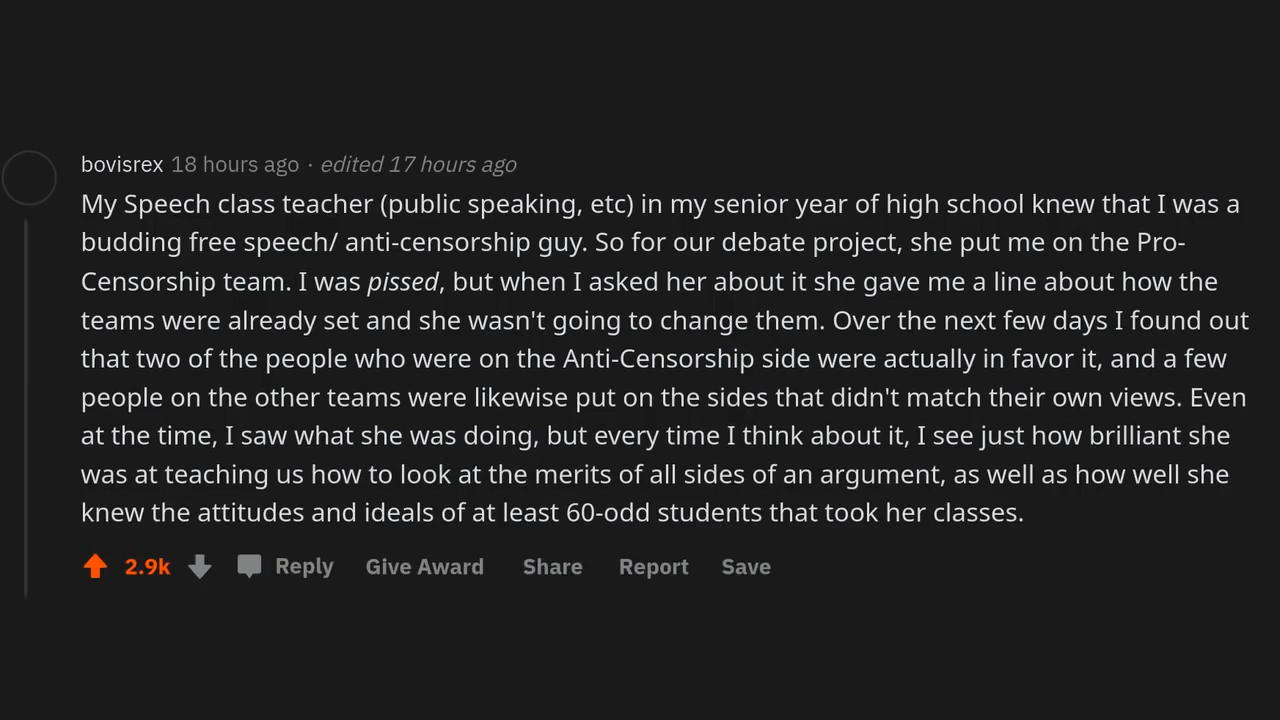 bovisrex 18 hours ago · edited 17 hours ago
My Speech class teacher (public speaking, etc) in my senior year of high school knew that I was a
budding free speech/ anti-censorship guy. So for our debate project, she put me on the Pro-
Censorship team. I was pissed, but when I asked her about it she gave me a line about how the
teams were already set and she wasn't going to change them. Over the next few days I found out
that two of the people who were on the Anti-Censorship side were actually in favor it, and a few
people on the other teams were likewise put on the sides that didn't match their own views. Even
at the time, I saw what she was doing, but every time I think about it, I see just how brilliant she
was at teaching us how to look at the merits of all sides of an argument, as well as how well she
knew the attitudes and ideals of at least 60-odd students that took her classes.
2.9k Reply Give Award Share Report Save